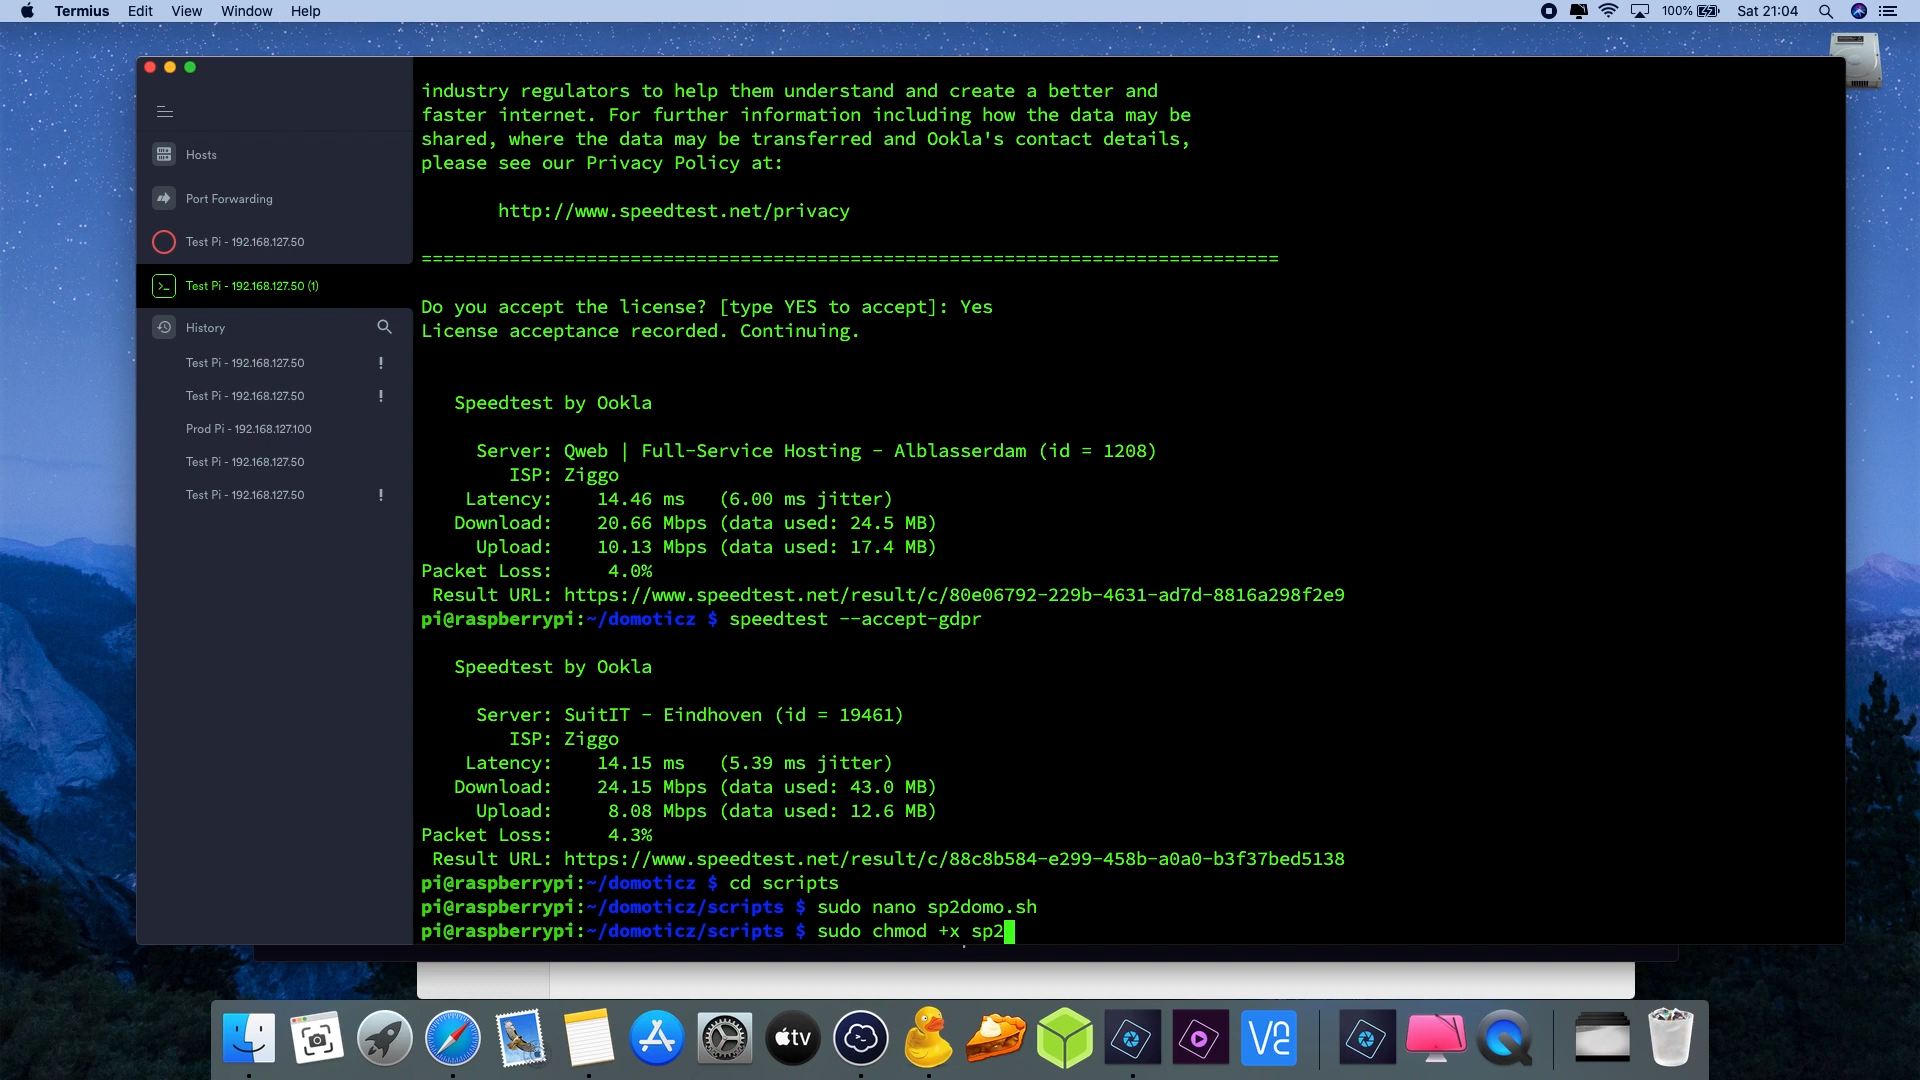 Termius Edit View Window Help 100% Sat 21:04
Hosts
Port Forwarding
Test Pi - 192.168.127.50
Test Pi - 192.168.127.50 (1)
History
Test Pi - 192.168.127.50 !
Test Pi - 192.168.127.50 !
Prod Pi - 192.168.127.100
Test Pi - 192.168.127.50
Test Pi - 192.168.127.50 !
industry regulators to help them understand and create a better and
faster internet. For further information including how the data may be
shared, where the data may be transferred and Ookla's contact details,
please see our Privacy Policy at:
http://www.speedtest.net/privacy
==============================================================================
Do you accept the license? [type YES to accept]: Yes
License acceptance recorded. Continuing.
Speedtest by Ookla
Server: Qweb | Full-Service Hosting - Alblasserdam (id = 1208)
ISP: Ziggo
Latency: 14.46 ms (6.00 ms jitter)
Download: 20.66 Mbps (data used: 24.5 MB)
Upload: 10.13 Mbps (data used: 17.4 MB)
Packet Loss: 4.0%
Result URL: https://www.speedtest.net/result/c/80e06792-229b-4631-ad7d-8816a298f2e9
pi@raspberrypi:~/domoticz $ speedtest --accept-gdpr
Speedtest by Ookla
Server: SuitIT - Eindhoven (id = 19461)
ISP: Ziggo
Latency: 14.15 ms (5.39 ms jitter)
Download: 24.15 Mbps (data used: 43.0 MB)
Upload: 8.08 Mbps (data used: 12.6 MB)
Packet Loss: 4.3%
Result URL: https://www.speedtest.net/result/c/88c8b584-e299-458b-a0a0-b3f37bed5138
pi@raspberrypi:~/domoticz $ cd scripts
pi@raspberrypi:~/domoticz/scripts $ sudo nano sp2domo.sh
pi@raspberrypi:~/domoticz/scripts $ sudo chmod +x sp2
tv